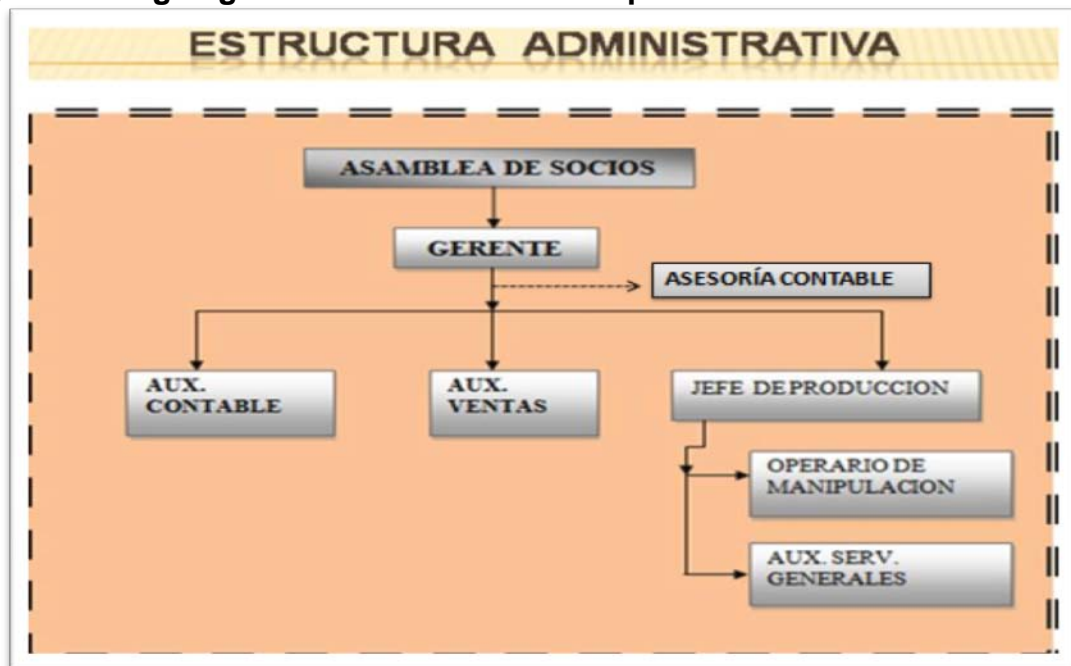 ESTRUCTURA ADMINISTRATIVA
ASAMBLEA DE SOCIOS
GERENTE
ASESORÍA CONTABLE
AUX.
CONTABLE
AUX.
VENTAS
JEFE DE PRODUCCION
OPERARIO DE
MANIPULACION
AUX. SERV.
GENERALES